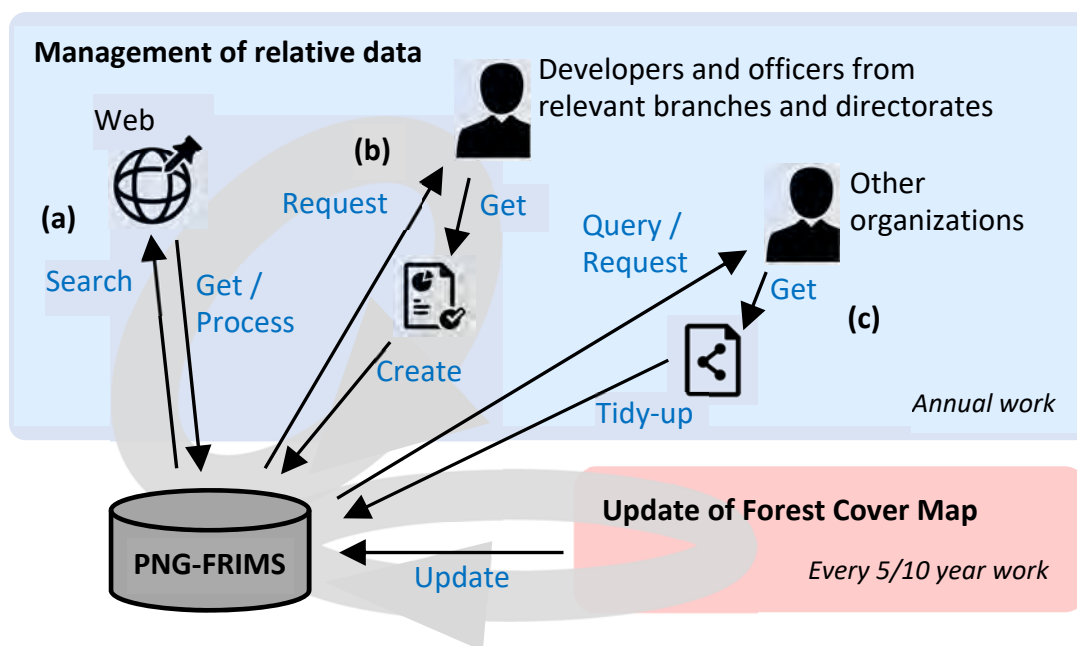 Management of relative data
Developers and officers from
relevant branches and directorates
Web
(b)
(a)
Request
Get
Other
organizations
Query /
Request
Search
Get /
Process
Get
(c)
Create
Tidy-up
Annual work
Update of Forest Cover Map
PNG-FRIMS
Update
Every 5/10 year work